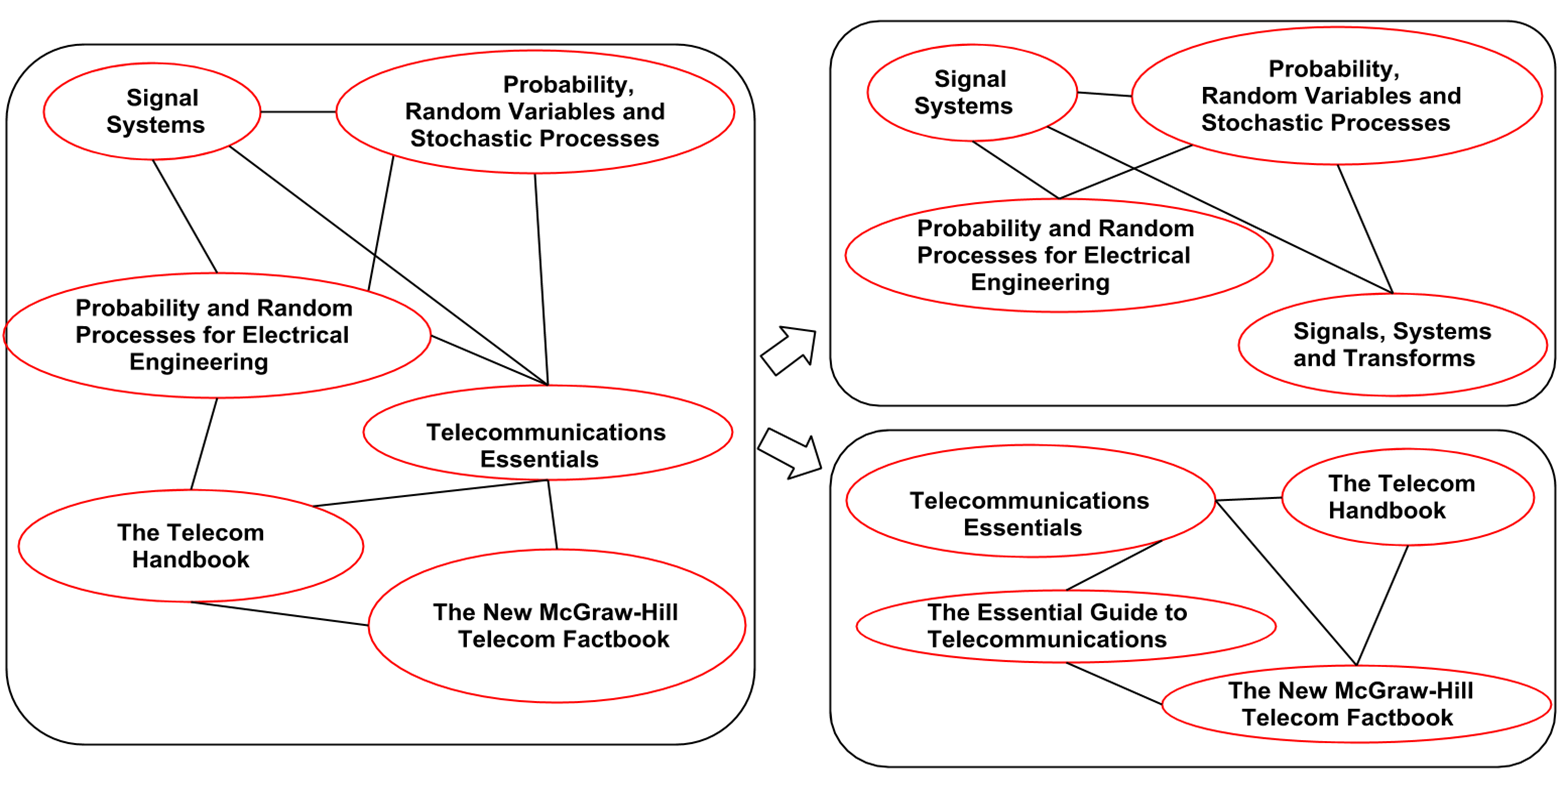 Signal
Systems
Probability,
Random Variables and
Stochastic Processes
Probability and Random
Processes for Electrical
Engineering
Telecommunications
Essentials
The Telecom
Handbook
The New McGraw-Hill
Telecom Factbook
Signal
Systems
Probability,
Random Variables and
Stochastic Processes
Probability and Random
Processes for Electrical
Engineering
Signals, Systems
and Transforms
Telecommunications
Essentials
The Telecom
Handbook
The Essential Guide to
Telecommunications
The New McGraw-Hill
Telecom Factbook